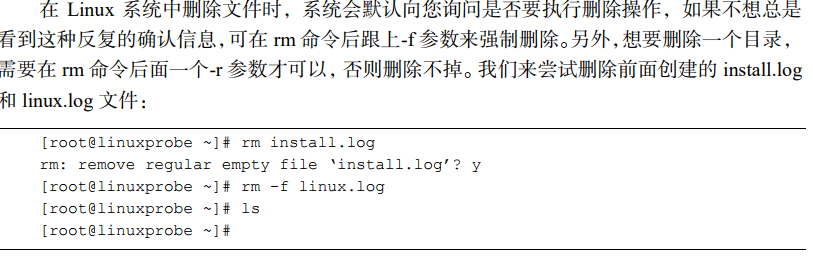 在 Linux 系统中删除文件时，系统会默认向您询问是否要执行删除操作，如果不想总是
看到这种反复的确认信息，可在 rm 命令后跟上-f 参数来强制删除。另外，想要删除一个目录，
需要在 rm 命令后面一个-r 参数才可以，否则删除不掉。我们来尝试删除前面创建的 install.log
和 linux.log 文件：
[root@linuxprobe ~]# rm install.log
rm: remove regular empty file ‘install.log’? y
[root@linuxprobe ~]# rm -f linux.log
[root@linuxprobe ~]# ls
[root@linuxprobe ~]#